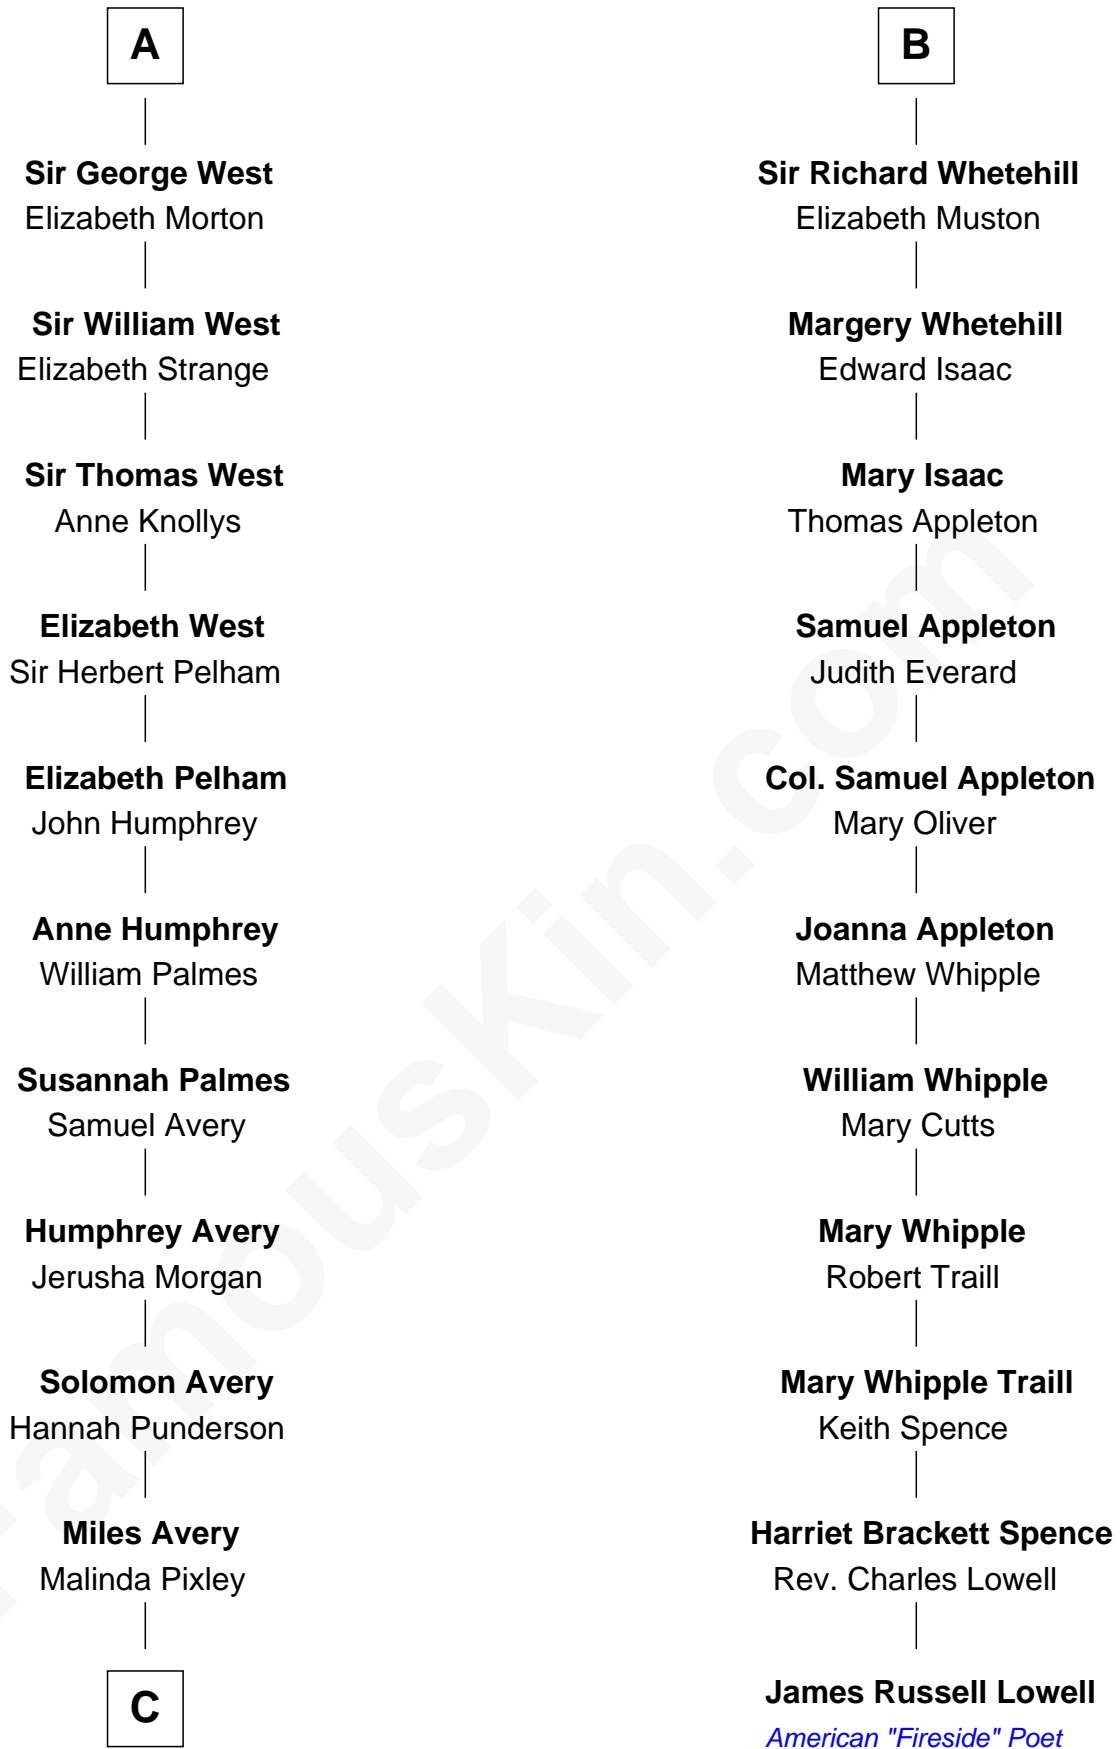 A
Sir George West
Elizabeth Morton
Sir William West
Elizabeth Strange
Sir Thomas West
Anne Knollys
Elizabeth West
Sir Herbert Pelham
Elizabeth Pelham
John Humphrey
Anne Humphrey
William Palmes
Susannah Palmes
Samuel Avery
Humphrey Avery
Jerusha Morgan
Solomon Avery
Hannah Punderson
Miles Avery
Malinda Pixley
C
B
Sir Richard Whetehill
Elizabeth Muston
Margery Whetehill
Edward Isaac
Mary Isaac
Thomas Appleton
Samuel Appleton
Judith Everard
Col. Samuel Appleton
Mary Oliver
Joanna Appleton
Matthew Whipple
William Whipple
Mary Cutts
Mary Whipple
Robert Traill
Mary Whipple Traill
Keith Spence
Harriet Brackett Spence
Rev. Charles Lowell
James Russell Lowell
American "Fireside" Poet
FamousKin.com